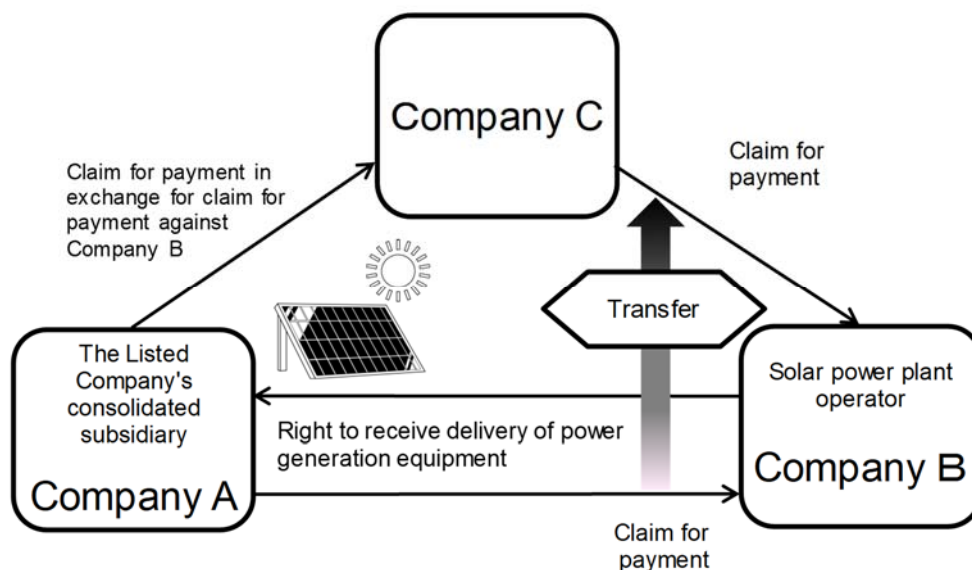 Company C
Claim for
payment
Claim for payment in
exchange for claim for
payment against
Company B
Transfer
The Listed
Company's
consolidated
subsidiary
Company A
Solar power plant
operator
Company B
Right to receive delivery of power
generation equipment
Claim for
payment